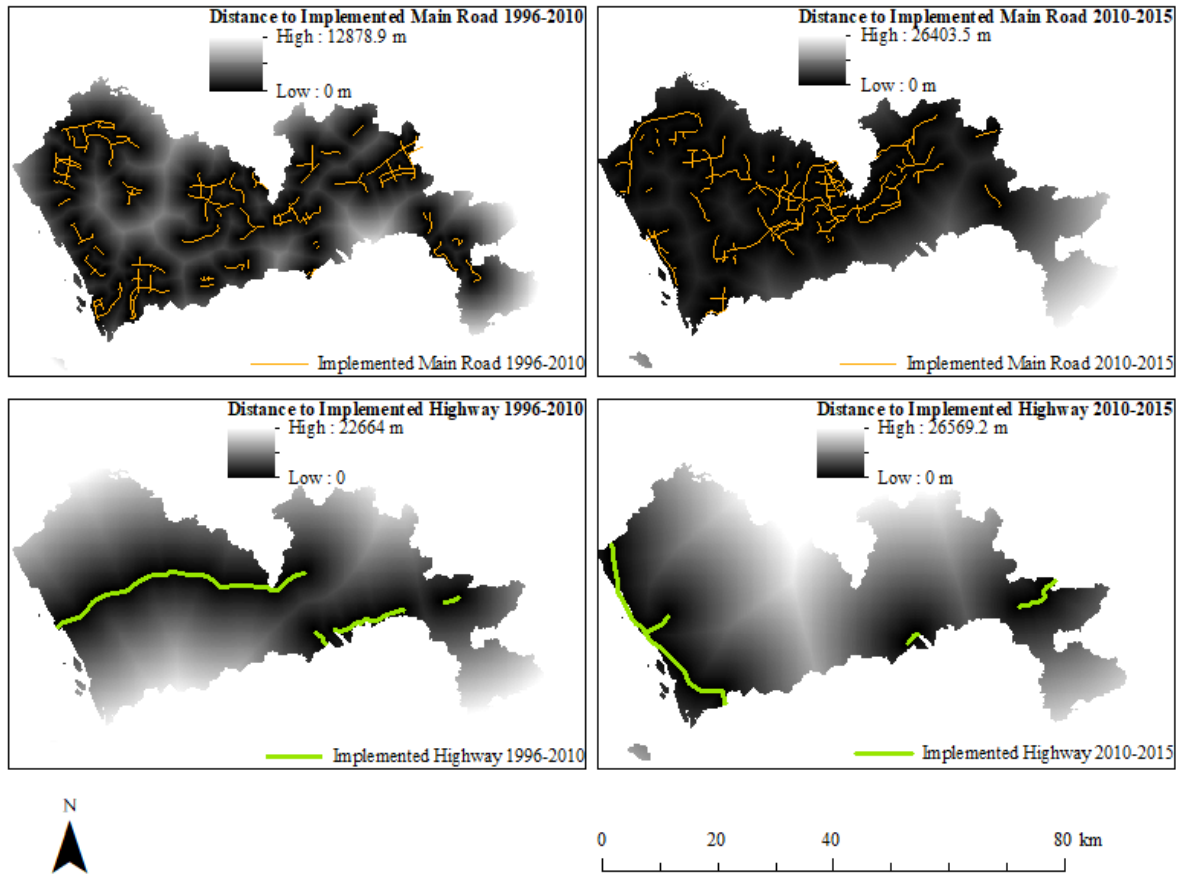 Distance to Implemented Main Road 1996-2010
High : 12878.9 m
Low : 0 m
Implemented Main Road 1996-2010
Distance to Implemented Main Road 2010-2015
High : 26403.5 m
Low : 0 m
Implemented Main Road 2010-2015
Distance to Implemented Highway 1996-2010
High : 22664 m
Low : 0
Implemented Highway 1996-2010
Distance to Implemented Highway 2010-2015
High : 26569.2 m
Low : 0 m
Implemented Highway 2010-2015
N
0 20 40 80 km